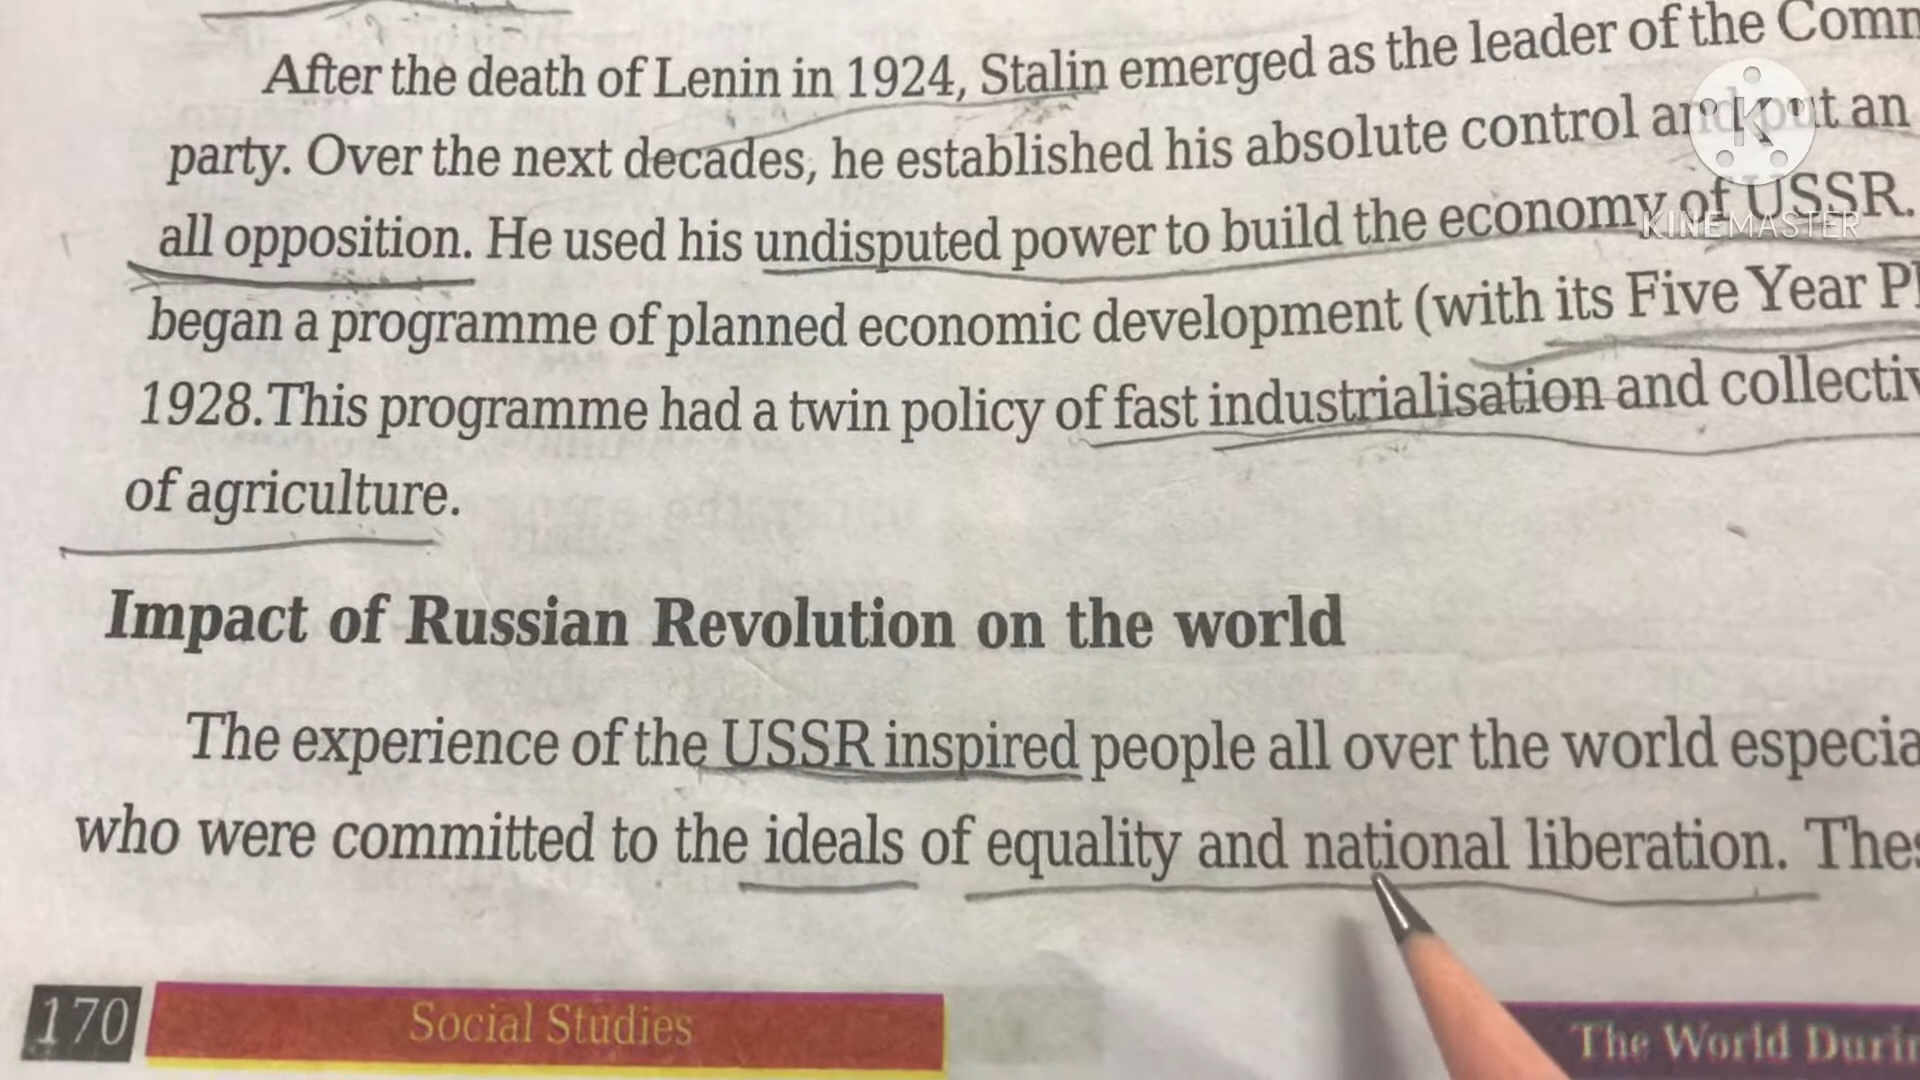 After the death of Lenin in 1924, Stalin emerged as the leader of the Comm
party. Over the next decades, he established his absolute control and put an
all opposition. He used his undisputed power to build the economy of USSR.
began a programme of planned economic development (with its Five Year Pl
1928.This programme had a twin policy of fast industrialisation and collectiv
of agriculture.
Impact of Russian Revolution on the world
The experience of the USSR inspired people all over the world especia
who were committed to the ideals of equality and national liberation. Thes
170
Social Studies
The World Durin
K
KINEMASTER